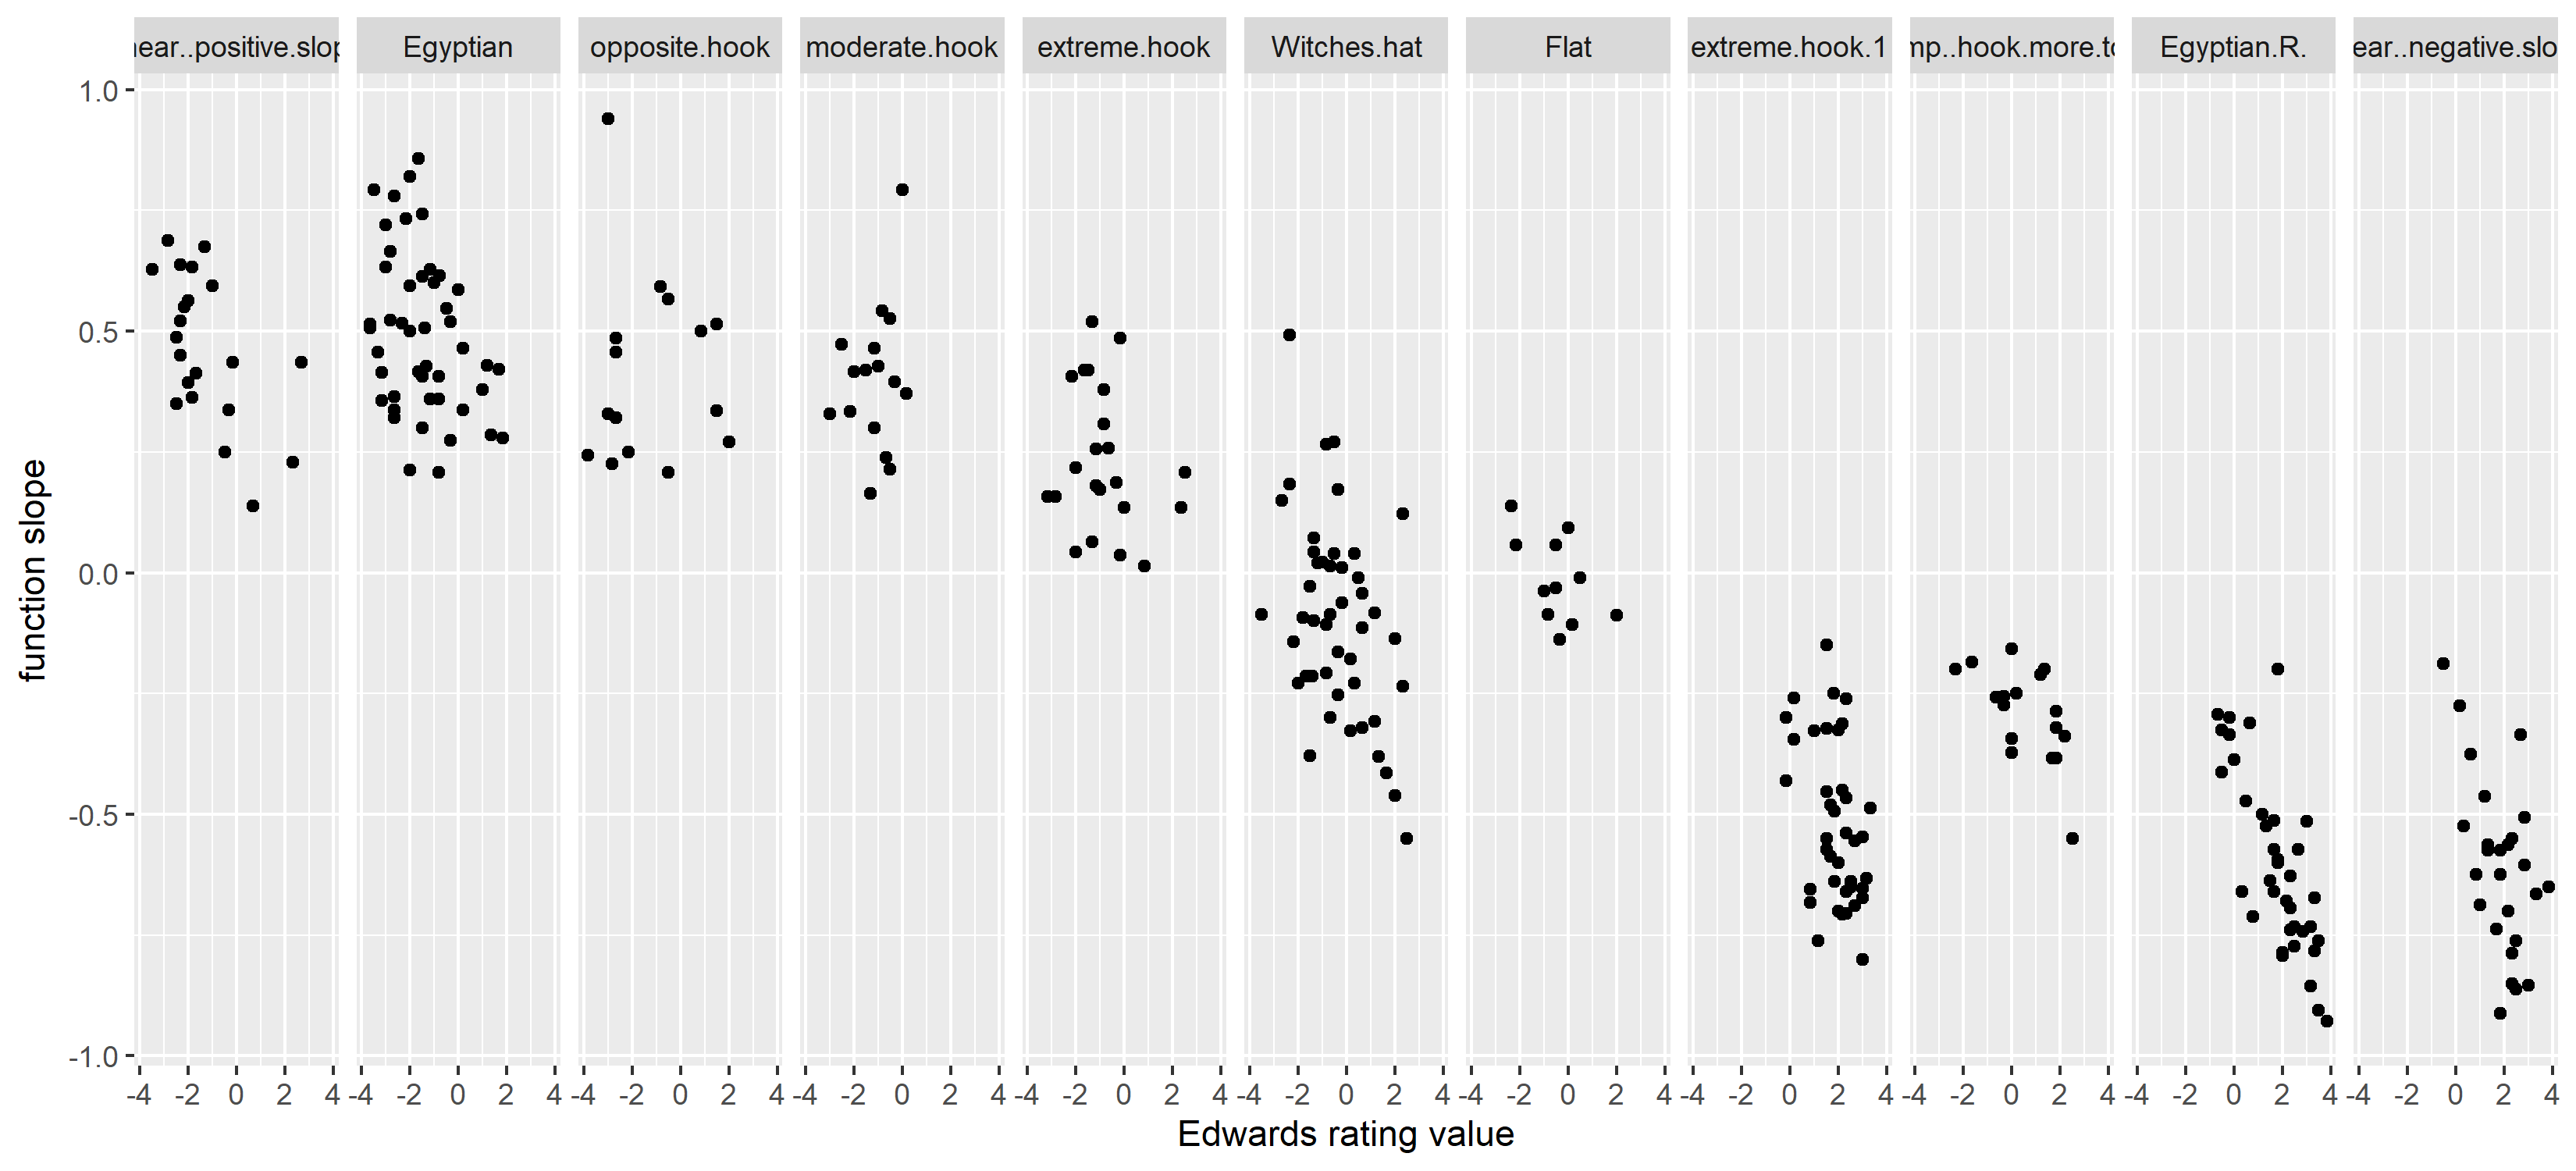 near..positive.slop Egyptian opposite.hook moderate.hook extreme.hook Witches.hat Flat extreme.hook.1 mp..hook.more.to Egyptian.R. ear..negative.slo
1.0
0.5
0.0
-0.5
-1.0
function slope
-4 -2 0 2 4 -4 -2 0 2 4 -4 -2 0 2 4 -4 -2 0 2 4 -4 -2 0 2 4 -4 -2 0 2 4 -4 -2 0 2 4 -4 -2 0 2 4 -4 -2 0 2 4 -4 -2 0 2 4 -4 -2 0 2 4
Edwards rating value